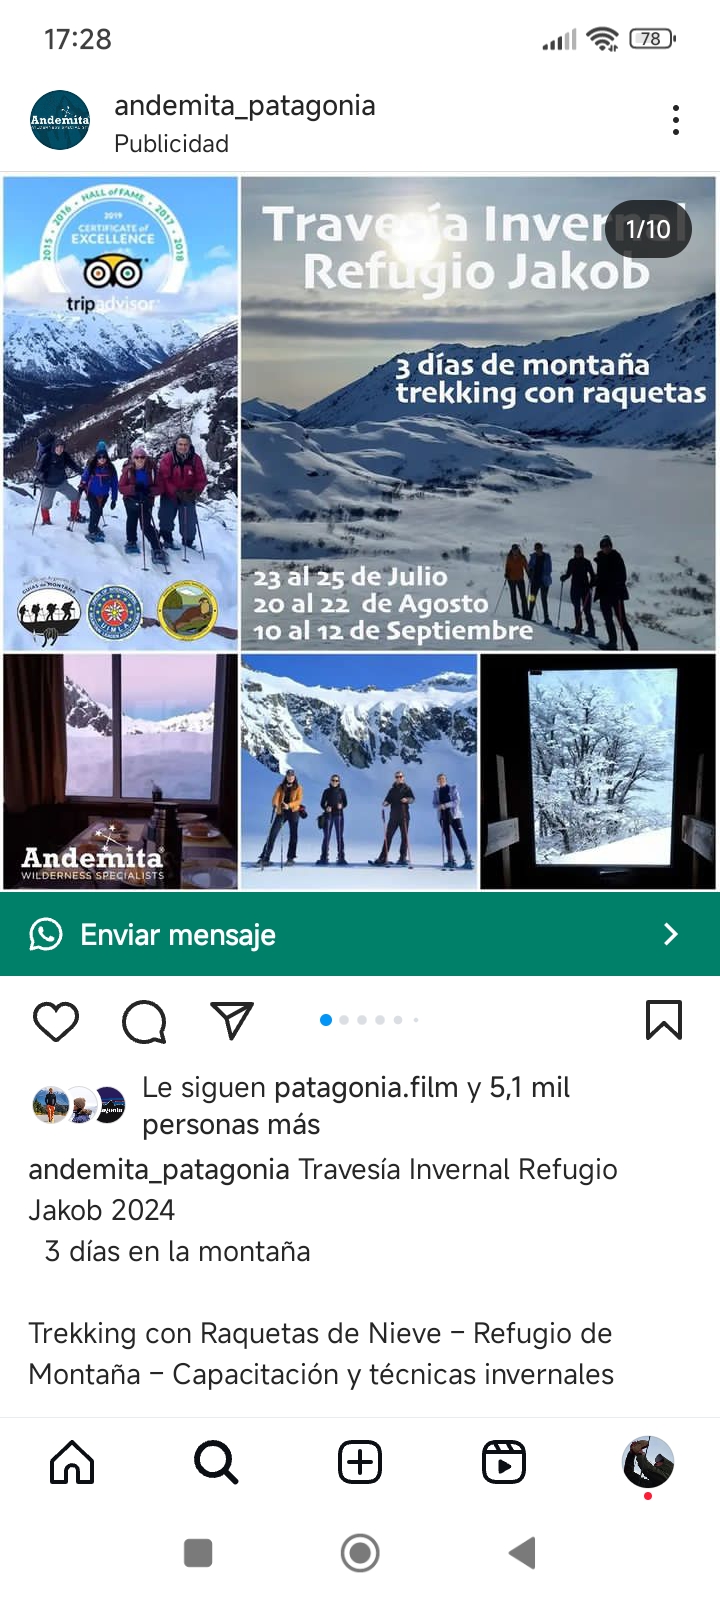 17:28
78
andemita_patagonia
Publicidad
Andemita
2015 • 2016 • HALL of FAME • 2017 • 2018
2019
CERTIFICATE of
EXCELLENCE
tripadvisor
Travesía Invernal
1/10
Refugio Jakob
3 días de montaña
trekking con raquetas
23 al 25 de Julio
20 al 22 de Agosto
10 al 12 de Septiembre
Andemita
WILDERNESS SPECIALISTS
Enviar mensaje
Le siguen patagonia.film y 5,1 mil
personas más
andemita_patagonia Travesía Invernal Refugio
Jakob 2024
3 días en la montaña
Trekking con Raquetas de Nieve – Refugio de
Montaña – Capacitación y técnicas invernales